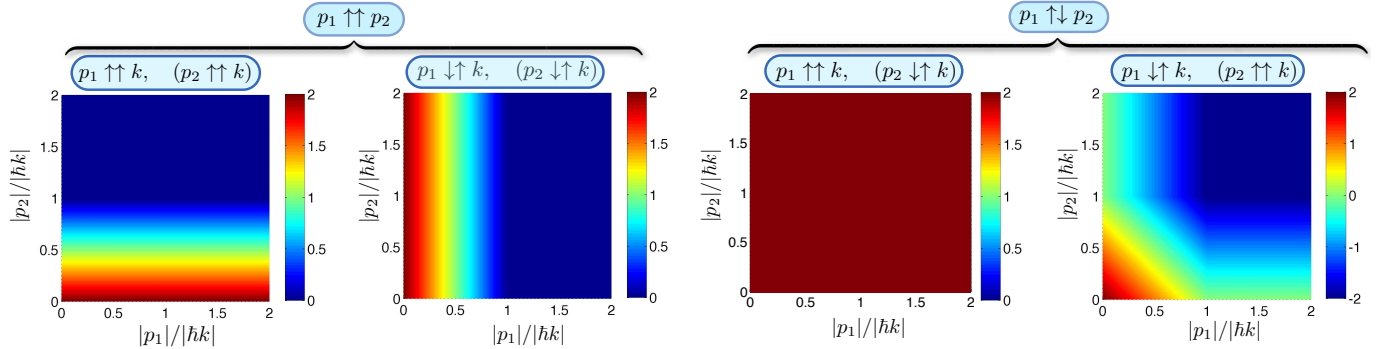 p₁ ↑↑ p₂
p₁ ↑↓ p₂
p₁ ↑↑ k, (p₂ ↑↑ k)
p₁ ↓↑ k, (p₂ ↓↑ k)
p₁ ↑↑ k, (p₂ ↓↑ k)
p₁ ↓↑ k, (p₂ ↑↑ k)
|p₂|/|ħk|
2
1.5
1
0.5
0
0 0.5 1 1.5 2
|p₁|/|ħk|
2
1.5
1
0.5
0
|p₂|/|ħk|
2
1.5
1
0.5
0
0 0.5 1 1.5 2
|p₁|/|ħk|
2
1.5
1
0.5
0
|p₂|/|ħk|
2
1.5
1
0.5
0
0 0.5 1 1.5 2
|p₁|/|ħk|
2
1.5
1
0.5
0
|p₂|/|ħk|
2
1.5
1
0.5
0
0 0.5 1 1.5 2
|p₁|/|ħk|
2
1
0
-1
-2